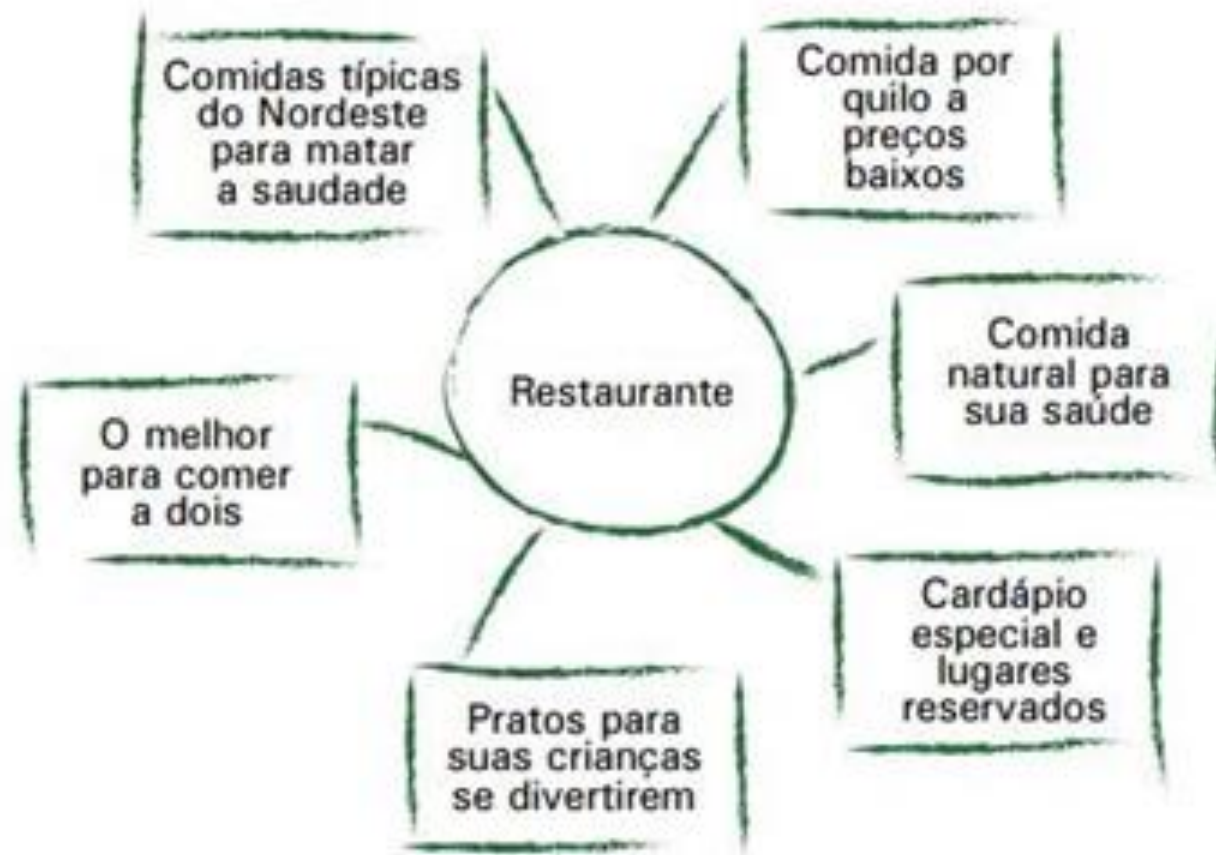 Comidas típicas
do Nordeste
para matar
a saudade
Comida por
quilo a
preços
baixos
Restaurante
Comida
natural para
sua saúde
O melhor
para comer
a dois
Cardápio
especial e
lugares
reservados
Pratos para
suas crianças
se divertirem